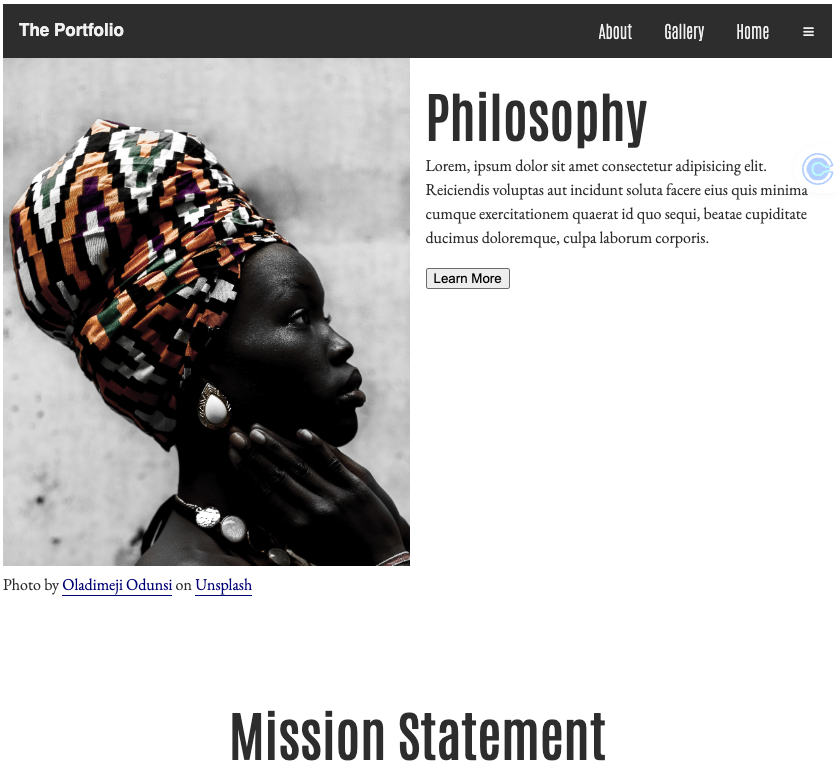 The Portfolio
About Gallery Home ≡
Philosophy
Lorem, ipsum dolor sit amet consectetur adipisicing elit.
Reiciendis voluptas aut incidunt soluta facere eius quis minima
cumque exercitationem quaerat id quo sequi, beatae cupiditate
ducimus doloremque, culpa laborum corporis.
Learn More
Photo by Oladimeji Odunsi on Unsplash
Mission Statement